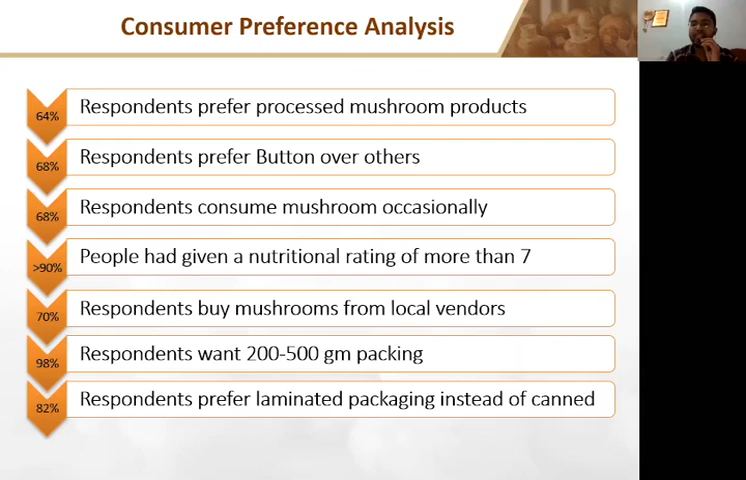 Consumer Preference Analysis
64% Respondents prefer processed mushroom products
68% Respondents prefer Button over others
68% Respondents consume mushroom occasionally
>90% People had given a nutritional rating of more than 7
70% Respondents buy mushrooms from local vendors
98% Respondents want 200-500 gm packing
82% Respondents prefer laminated packaging instead of canned